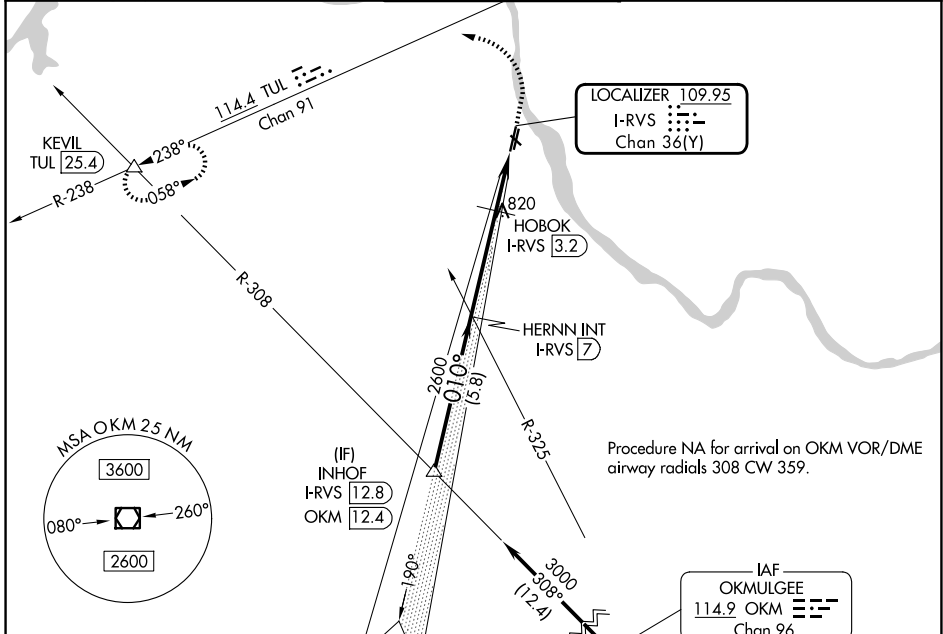 114.4 TUL
Chan 91
LOCALIZER 109.95
I-RVS
Chan 36(Y)
KEVIL
TUL 25.4
238°
058°
R-238
820
HOBOK
I-RVS 3.2
R-308
HERNN INT
I-RVS 7
2600
010°
(5.8)
R-325
Procedure NA for arrival on OKM VOR/DME
airway radials 308 CW 359.
MSA OKM 25 NM
3600
080°
260°
2600
(IF)
INHOF
I-RVS 12.8
OKM 12.4
190°
3000
308°
(12.4)
IAF
OKMULGEE
114.9 OKM
Chan 96